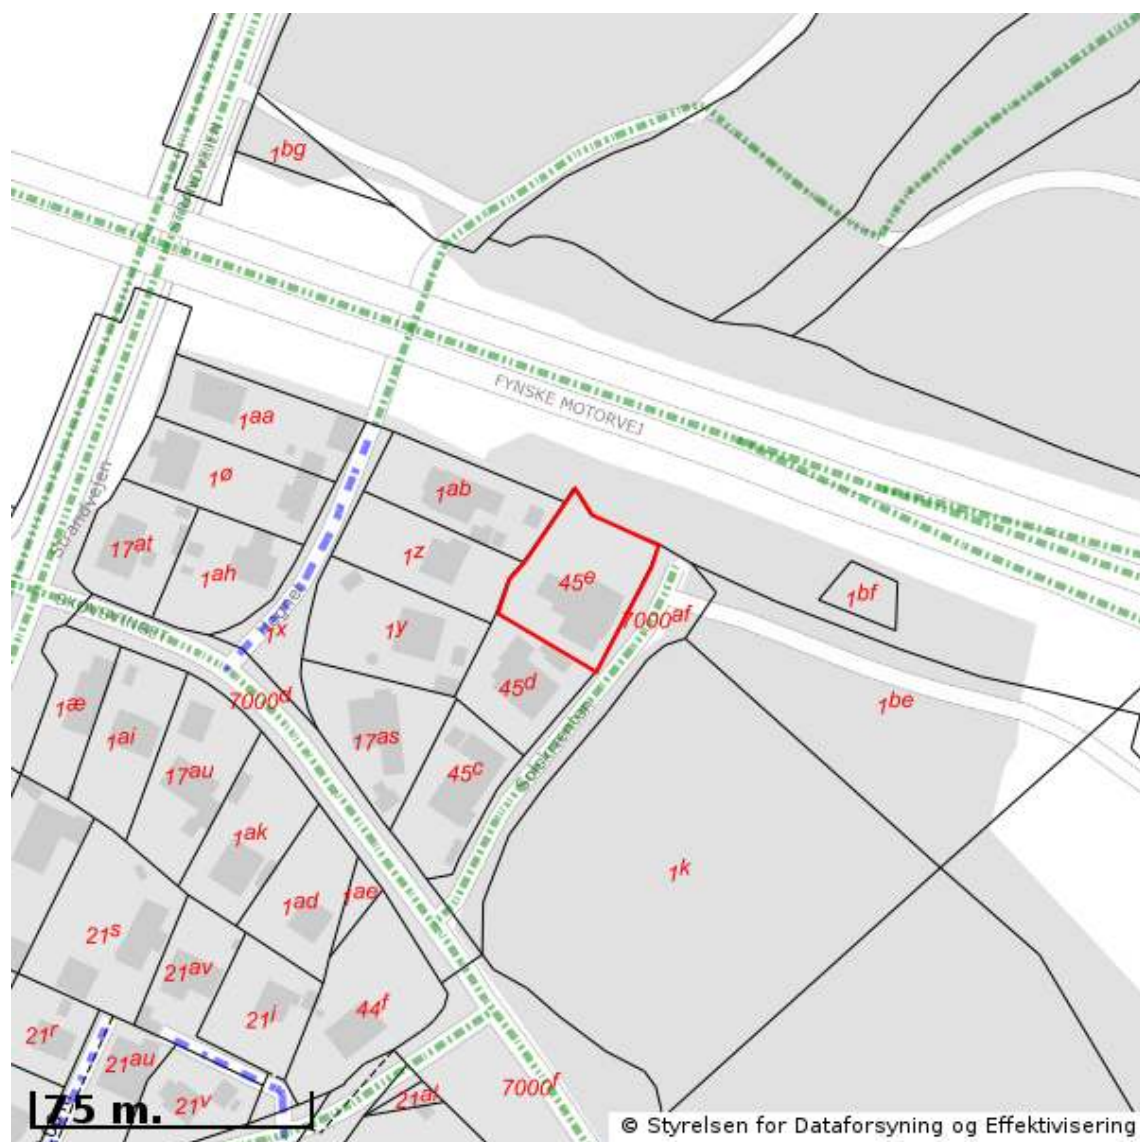 1bg
FYNSKE MOTORVEJ
1aa
1ø
1ab
17at
1z
1ah
45e
1bf
Strandvejen
1x
1y
7000af
45d
7000d
1be
1æ
1ai
17as
17au
45c
1ak
1k
1ad
1ae
21s
21av
21i
44f
21r
21au
21v
7000f
21al
75 m.
© Styrelsen for Dataforsyning og Effektivisering